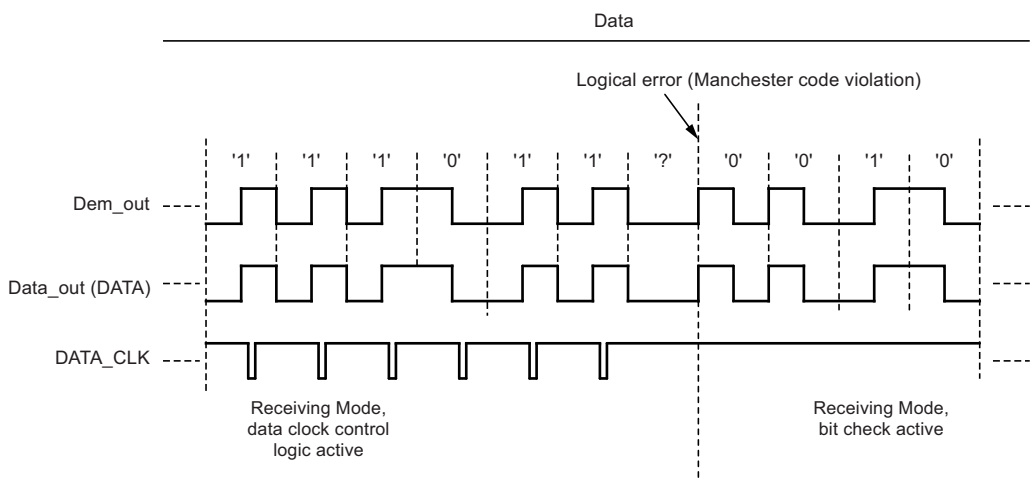 Data
Logical error (Manchester code violation)
'1' '1' '1' '0' '1' '1' '?' '0' '0' '1' '0'
Dem_out
Data_out (DATA)
DATA_CLK
Receiving Mode,
data clock control
logic active
Receiving Mode,
bit check active